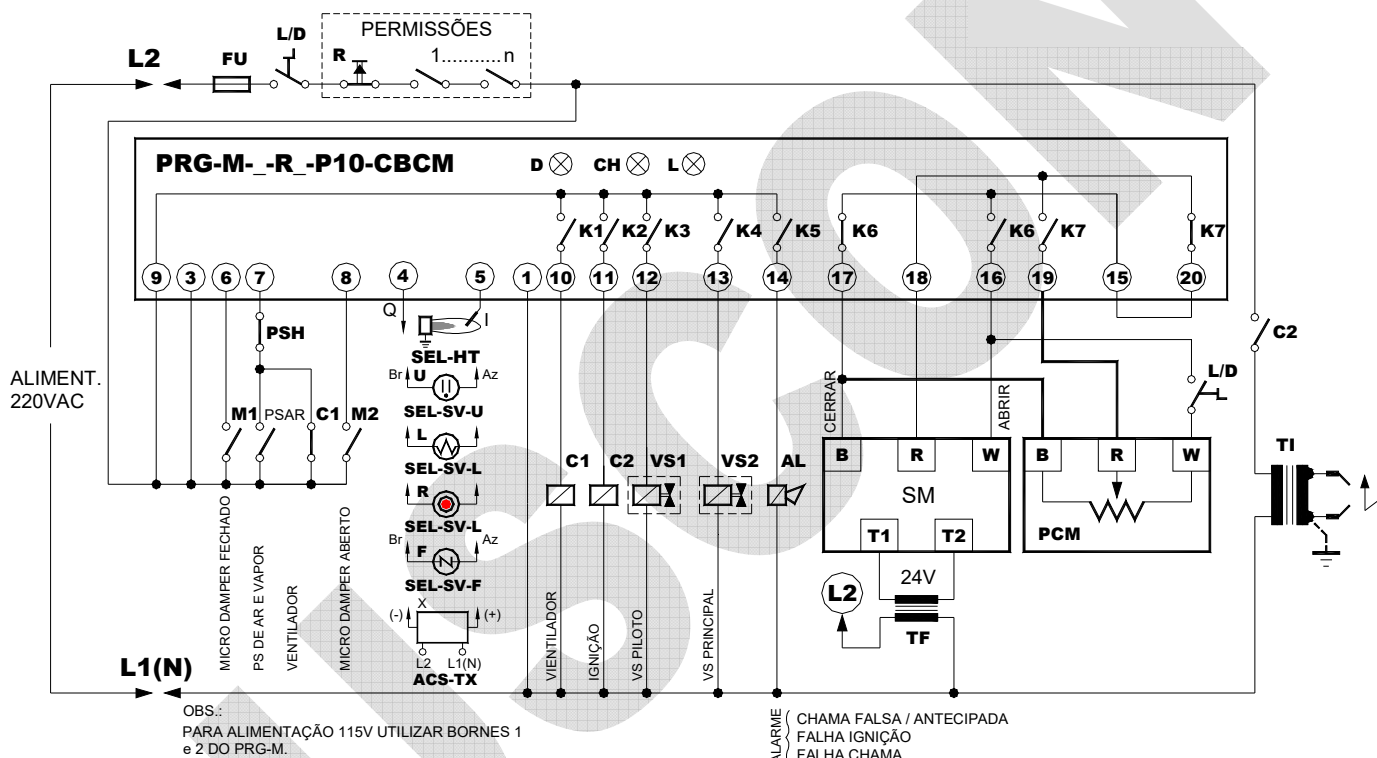 PERMISSÕES
L/D
L2
FU
R
1...........n
PRG-M-_-R_-P10-CBCM
D
CH
L
K1
K2
K3
K4
K5
K6
K6
K7
K7
9
3
6
7
8
4
5
1
10
11
12
13
14
17
18
16
19
15
20
Q
I
PSH
C2
SEL-HT
ALIMENT.
220VAC
Br
U
Az
SEL-SV-U
M1
PSAR
C1
M2
L
SEL-SV-L
R
SEL-SV-L
Br
F
Az
SEL-SV-F
X
(-)
(+)
L2
L1(N)
ACS-TX
MICRO DAMPER FECHADO
PS DE AR E VAPOR
VENTILADOR
MICRO DAMPER ABERTO
C1
C2
VS1
VS2
AL
VIENTILADOR
IGNIÇÃO
VS PILOTO
VS PRINCIPAL
CERRAR
ABRIR
L/D
B
R
W
SM
T1
T2
B
R
W
PCM
TI
24V
L2
TF
L1(N)
OBS.:
PARA ALIMENTAÇÃO 115V UTILIZAR BORNES 1
e 2 DO PRG-M.
ALARME
CHAMA FALSA / ANTECIPADA
FALHA IGNIÇÃO
FALHA CHAMA
USCON